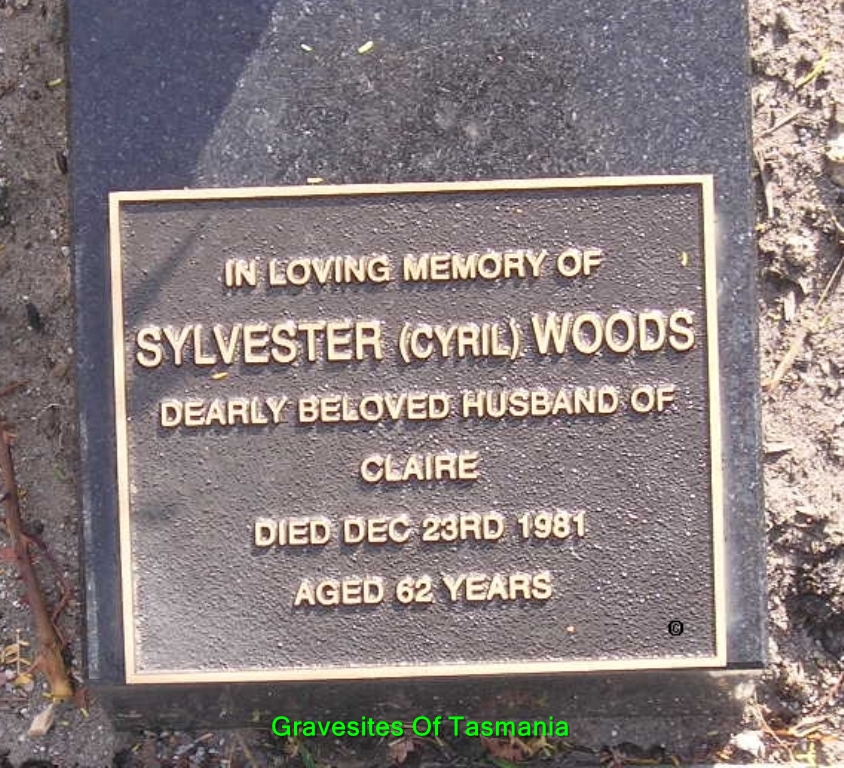 IN LOVING MEMORY OF
SYLVESTER (CYRIL) WOODS
DEARLY BELOVED HUSBAND OF
CLAIRE
DIED DEC 23RD 1981
AGED 62 YEARS
©
Gravesites Of Tasmania